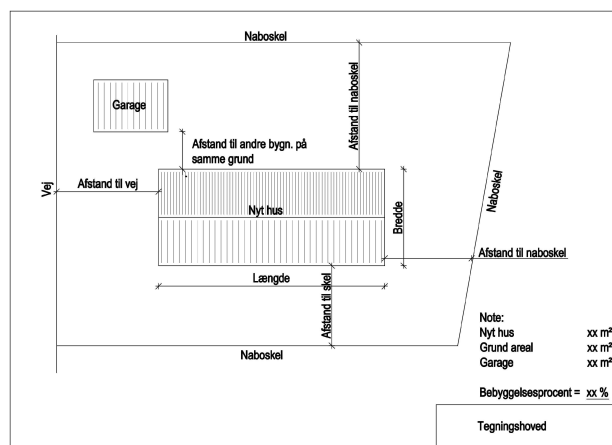 Naboskel
Garage
Afstand til naboskel
Afstand til andre bygn. på
samme grund
Vej
Afstand til vej
Nyt hus
Bredde
Naboskel
Afstand til naboskel
Længde
Afstand til skel
Naboskel
Note:
Nyt hus xx m²
Grund areal xx m²
Garage xx m²
Bebyggelsesprocent = xx %
Tegningshoved